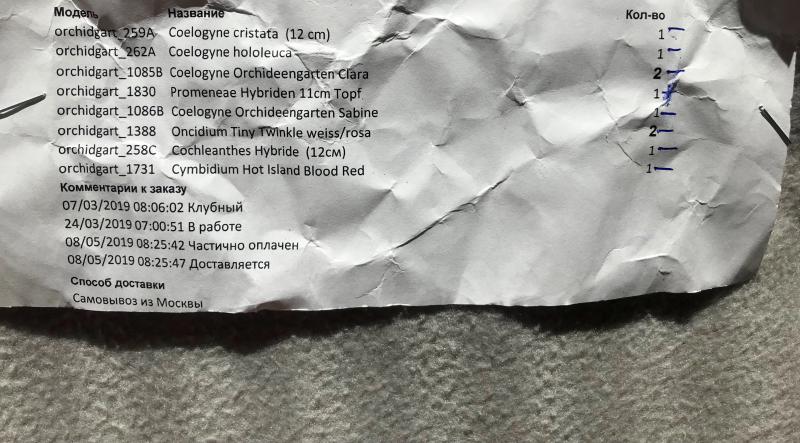 Модель Название Кол-во
orchidgart_259A Coelogyne cristata (12 cm) 1
orchidgart_262A Coelogyne hololeuca 1
orchidgart_1085B Coelogyne Orchideengarten Clara 2
orchidgart_1830 Promeneae Hybriden 11cm Topf 1
orchidgart_1086B Coelogyne Orchideengarten Sabine 1
orchidgart_1388 Oncidium Tiny Twinkle weiss/rosa 2
orchidgart_258C Cochleanthes Hybride (12см) 1
orchidgart_1731 Cymbidium Hot Island Blood Red 1
Комментарии к заказу
07/03/2019 08:06:02 Клубный
24/03/2019 07:00:51 В работе
08/05/2019 08:25:42 Частично оплачен
08/05/2019 08:25:47 Доставляется
Способ доставки
Самовывоз из Москвы